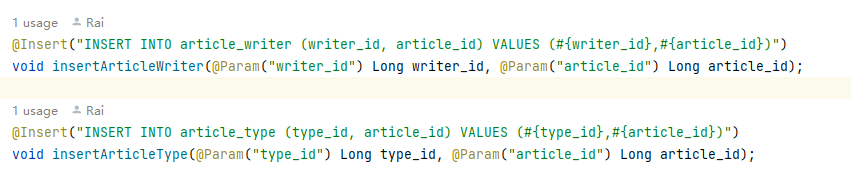 1 usage Rai
@Insert("INSERT INTO article_writer (writer_id, article_id) VALUES (#{writer_id},#{article_id})")
void insertArticleWriter(@Param("writer_id") Long writer_id, @Param("article_id") Long article_id);
1 usage Rai
@Insert("INSERT INTO article_type (type_id, article_id) VALUES (#{type_id},#{article_id})")
void insertArticleType(@Param("type_id") Long type_id, @Param("article_id") Long article_id);